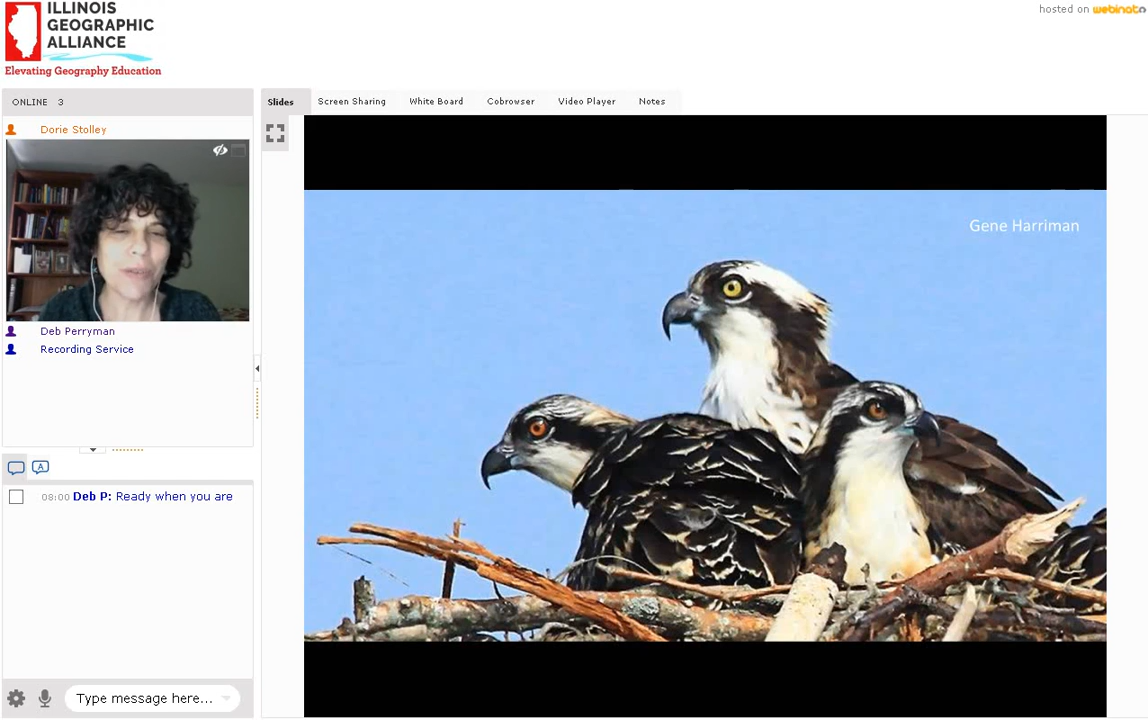 ILLINOIS
GEOGRAPHIC
ALLIANCE
Elevating Geography Education
hosted on webinato
ONLINE 3
Dorie Stolley
Deb Perryman
Recording Service
Slides Screen Sharing White Board Cobrowser Video Player Notes
Gene Harriman
A
08:00 Deb P: Ready when you are
Type message here...